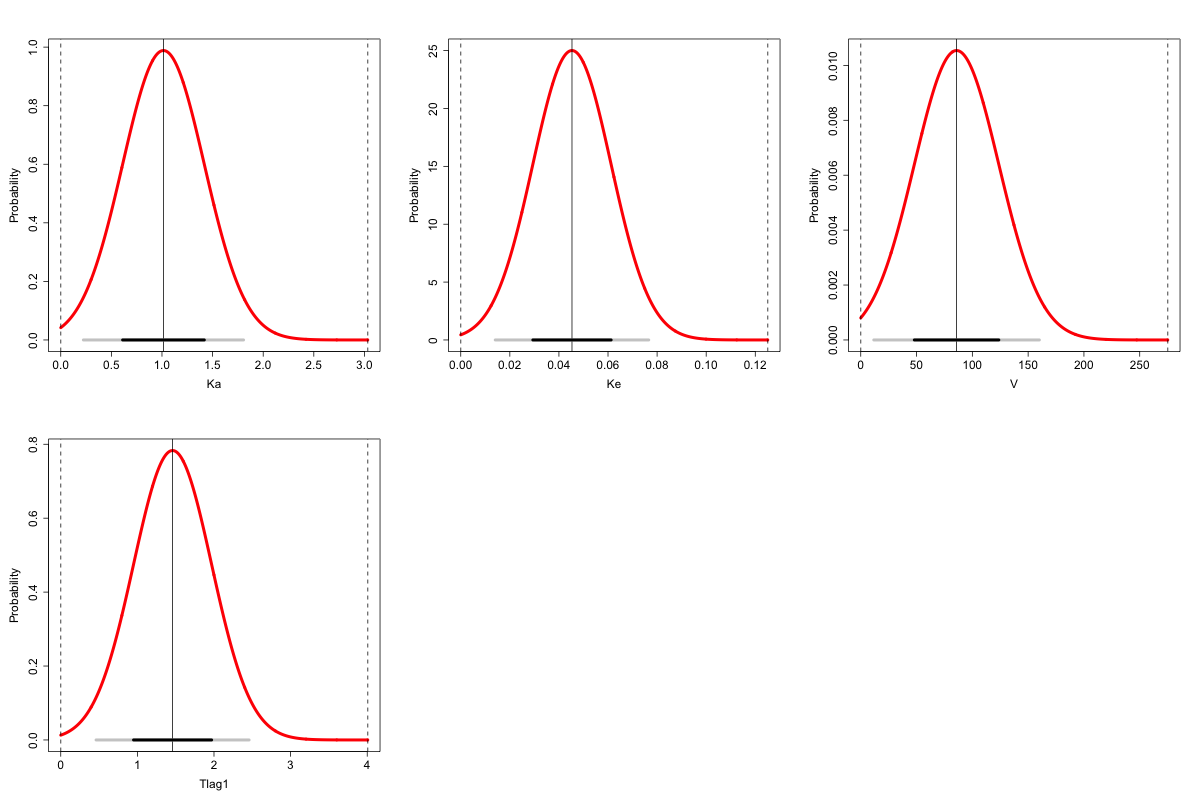 Probability
0.0 0.2 0.4 0.6 0.8 1.0
0.0 0.5 1.0 1.5 2.0 2.5 3.0
Ka
Probability
0 5 10 15 20 25
0.00 0.02 0.04 0.06 0.08 0.10 0.12
Ke
Probability
0.000 0.002 0.004 0.006 0.008 0.010
0 50 100 150 200 250
V
Probability
0.0 0.2 0.4 0.6 0.8
0 1 2 3 4
Tlag1